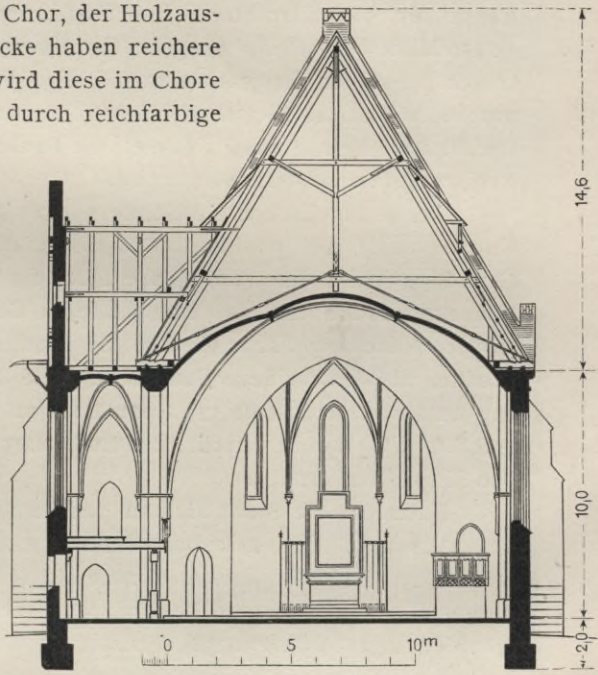 Chor, der Holzaus-
cke haben reichere
wird diese im Chore
durch reichfarbige
14,6
10,0
2,0
0 5 10m